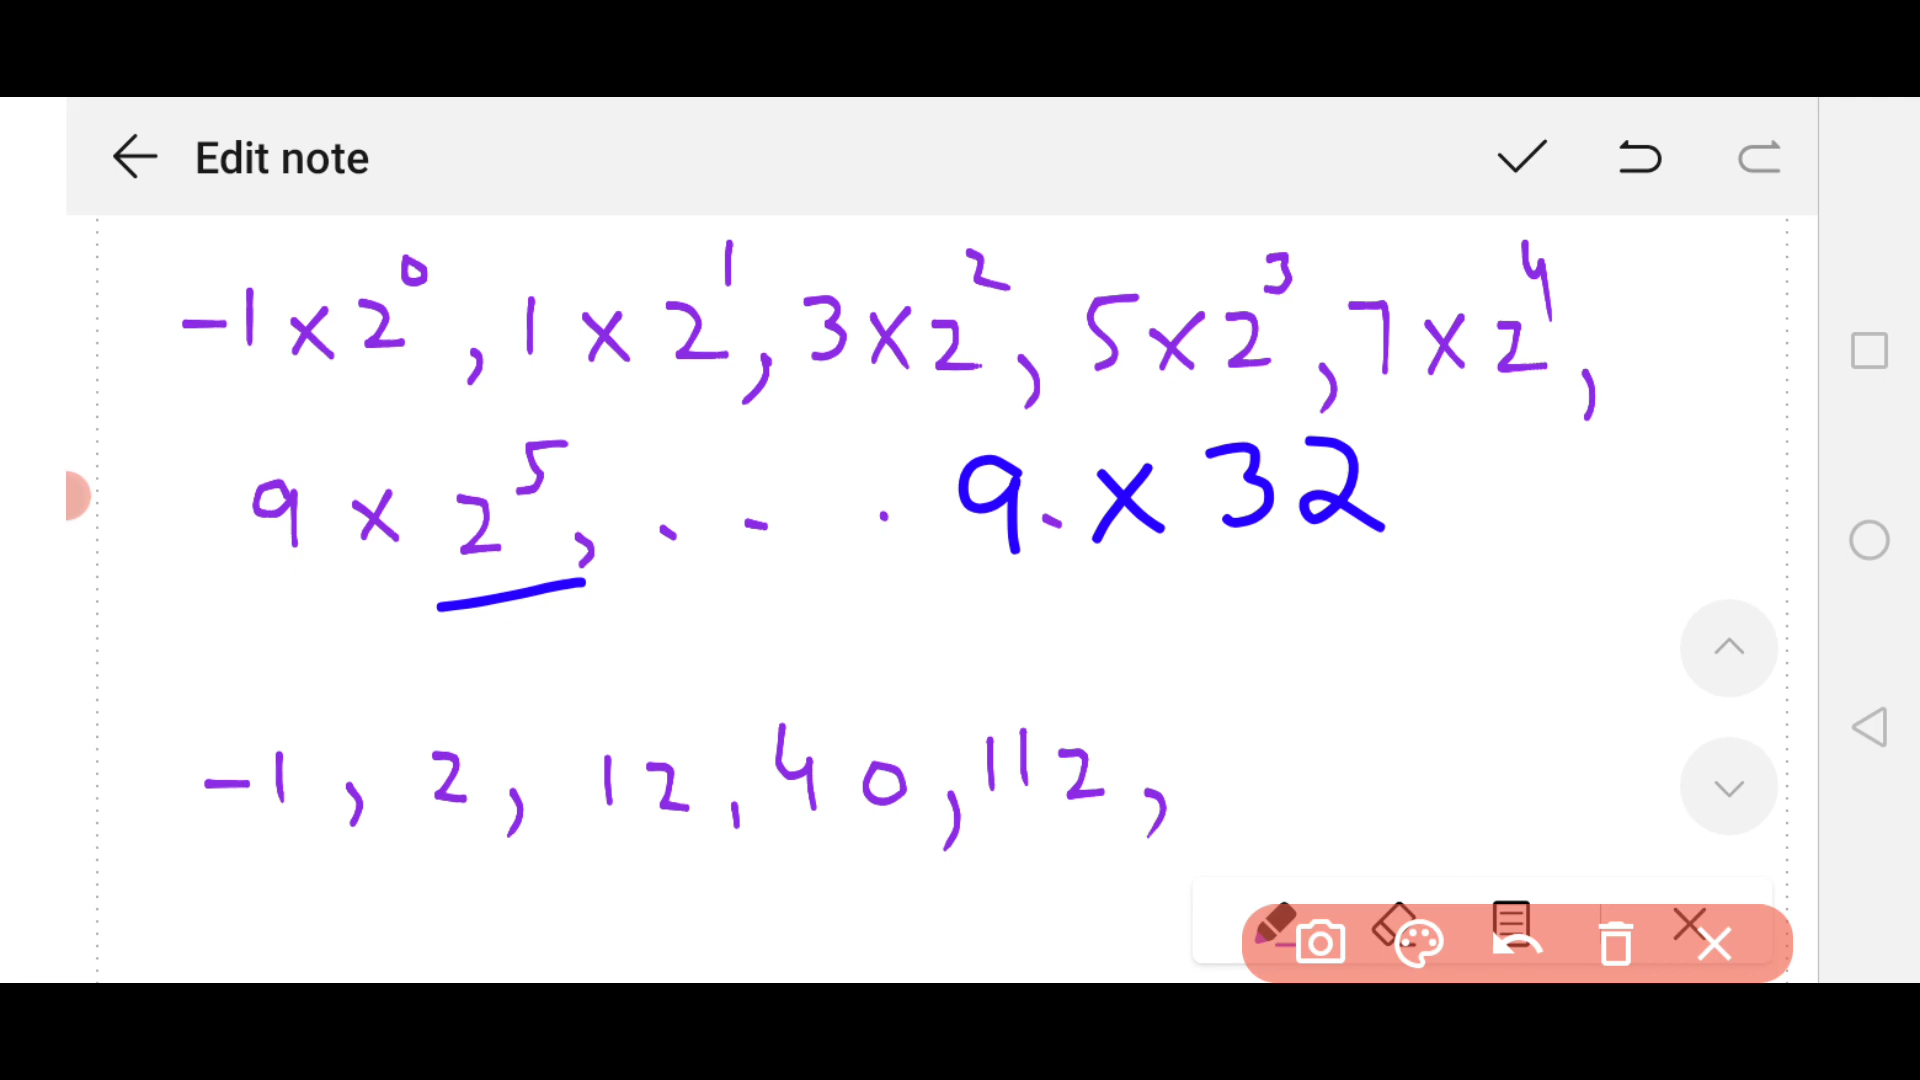 Edit note
-1 × 2⁰, 1 × 2¹, 3 × 2², 5 × 2³, 7 × 2⁴,
9 × 2⁵, . . . . 9 × 32
-1, 2, 12, 40, 112,